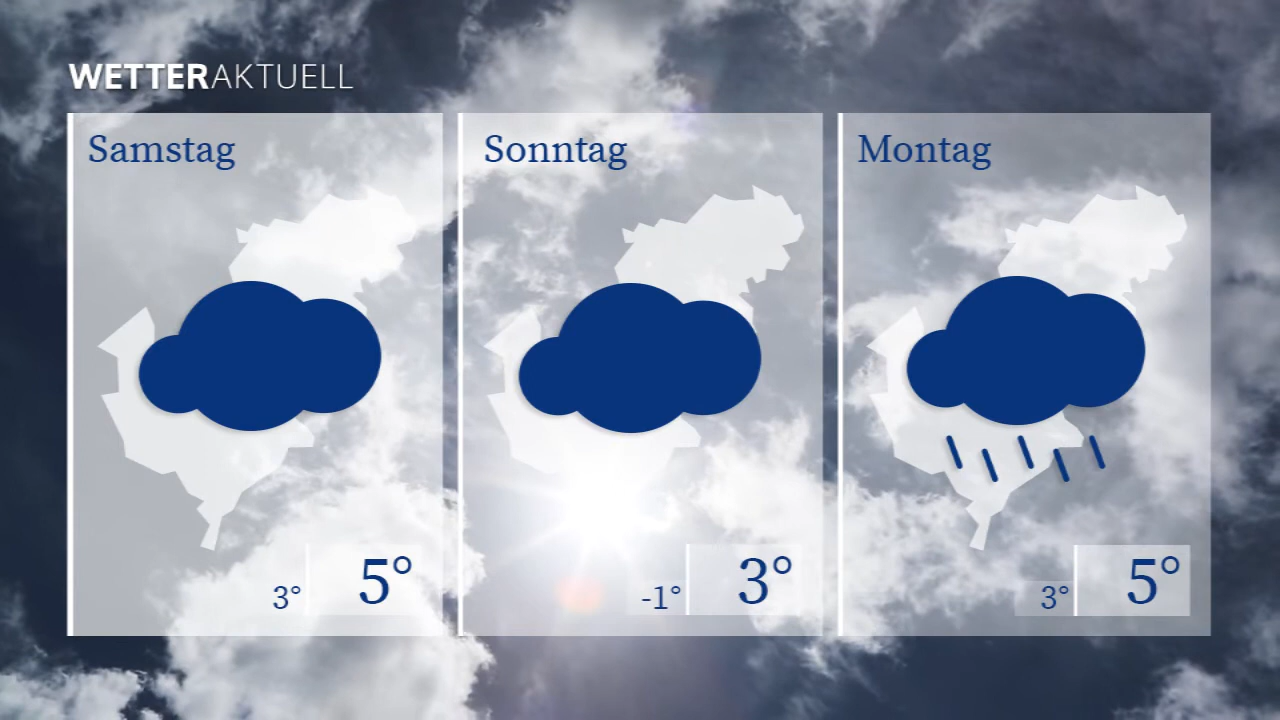 WETTERAKTUELL
Samstag
3° 5°
Sonntag
-1° 3°
Montag
3° 5°